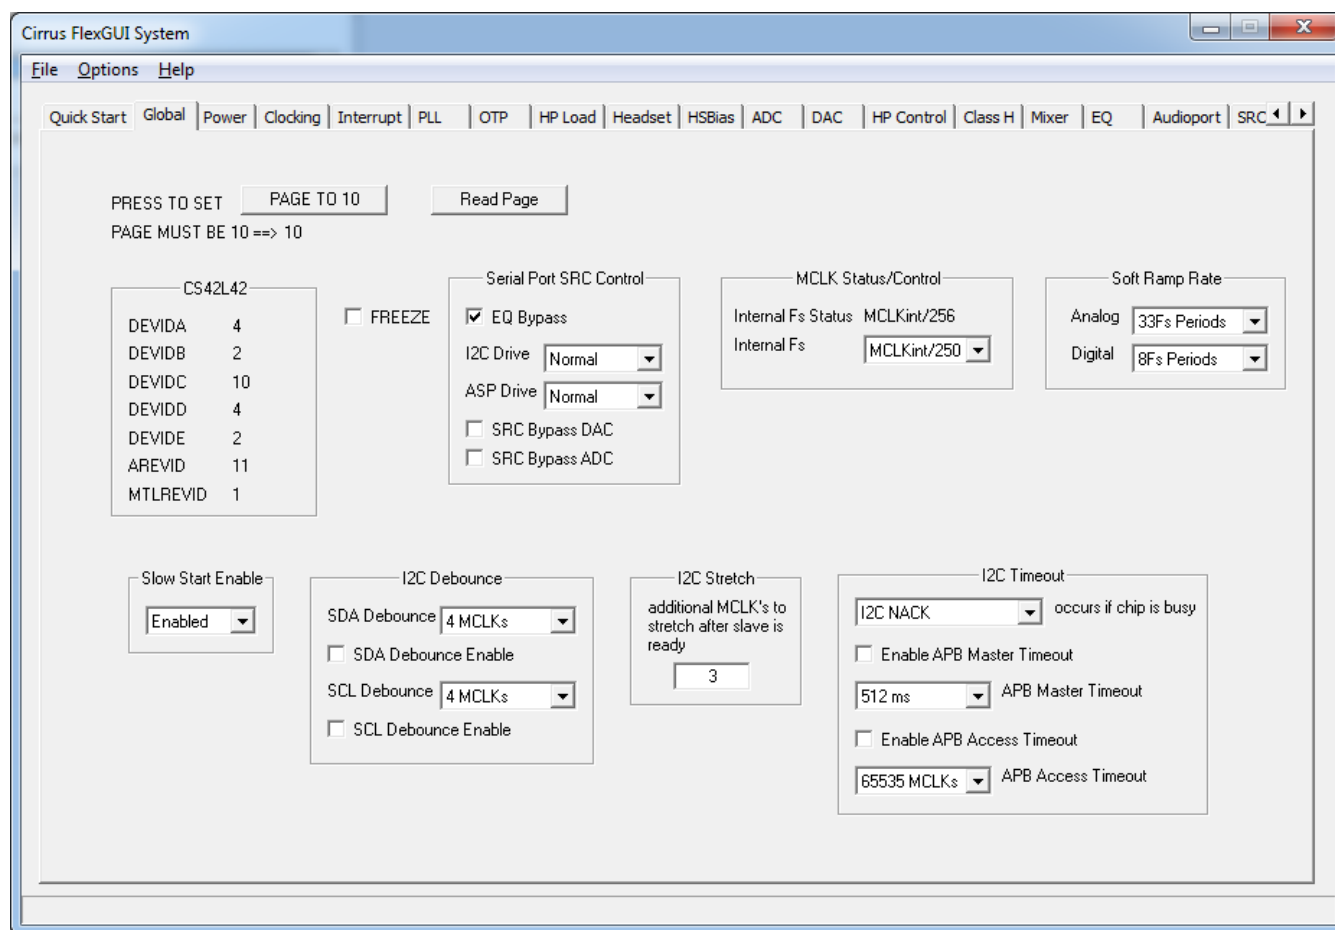 Cirrus FlexGUI System
File Options Help
Quick Start Global Power Clocking Interrupt PLL OTP HP Load Headset HSBias ADC DAC HP Control Class H Mixer EQ Audioport SRC
PRESS TO SET PAGE TO 10 Read Page
PAGE MUST BE 10 ==> 10
CS42L42
DEVIDA 4
DEVIDB 2
DEVIDC 10
DEVIDD 4
DEVIDE 2
AREVID 11
MTLREVID 1
FREEZE
Serial Port SRC Control
EQ Bypass
I2C Drive Normal
ASP Drive Normal
SRC Bypass DAC
SRC Bypass ADC
MCLK Status/Control
Internal Fs Status MCLKint/256
Internal Fs MCLKint/250
Soft Ramp Rate
Analog 33Fs Periods
Digital 8Fs Periods
Slow Start Enable
Enabled
I2C Debounce
SDA Debounce 4 MCLKs
SDA Debounce Enable
SCL Debounce 4 MCLKs
SCL Debounce Enable
I2C Stretch
additional MCLK's to
stretch after slave is
ready
3
I2C Timeout
I2C NACK occurs if chip is busy
Enable APB Master Timeout
512 ms APB Master Timeout
Enable APB Access Timeout
65535 MCLKs APB Access Timeout